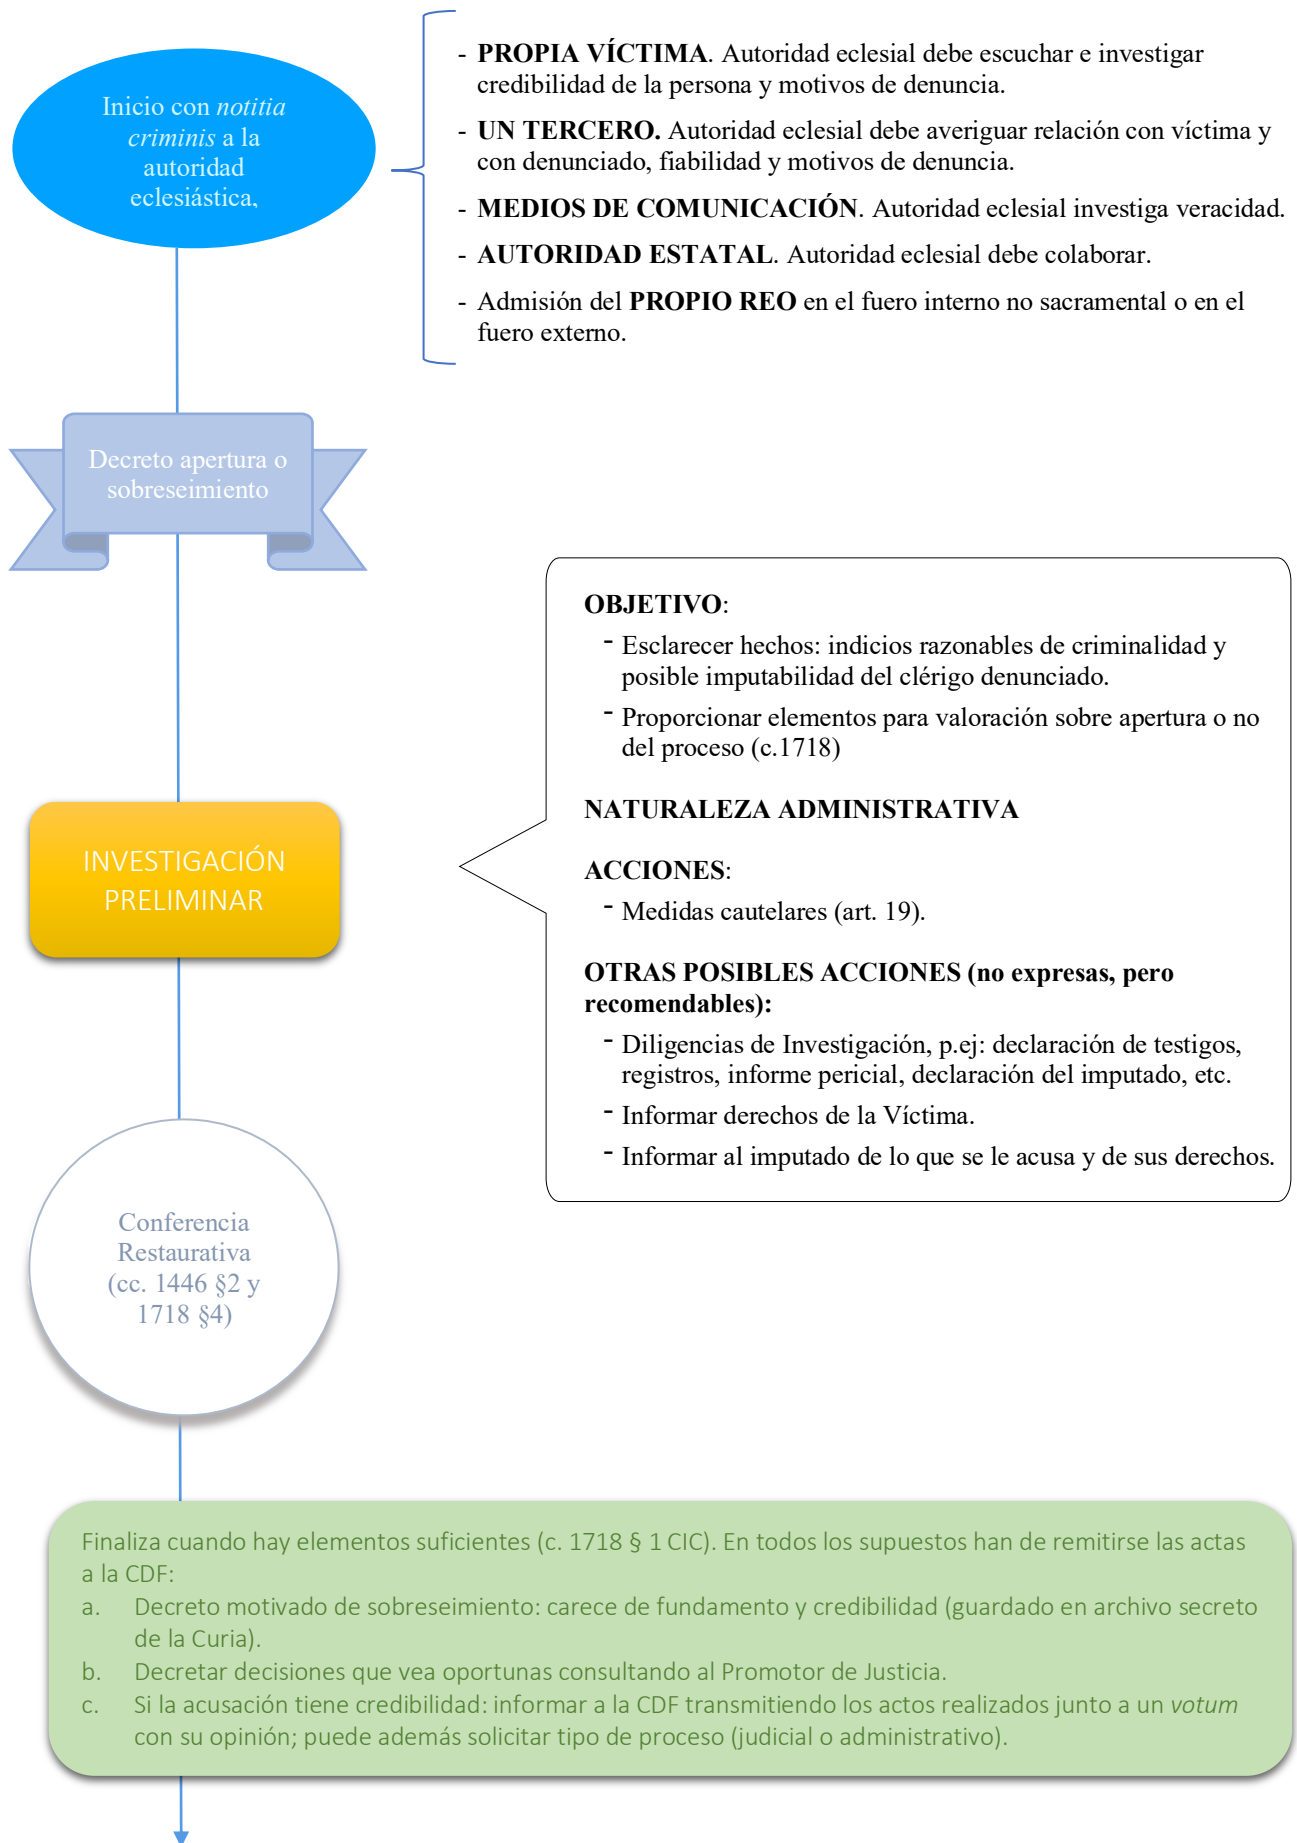 Inicio con notitia
criminis a la
autoridad
eclesiástica,
- PROPIA VÍCTIMA. Autoridad eclesial debe escuchar e investigar
credibilidad de la persona y motivos de denuncia.
- UN TERCERO. Autoridad eclesial debe averiguar relación con víctima y
con denunciado, fiabilidad y motivos de denuncia.
- MEDIOS DE COMUNICACIÓN. Autoridad eclesial investiga veracidad.
- AUTORIDAD ESTATAL. Autoridad eclesial debe colaborar.
- Admisión del PROPIO REO en el fuero interno no sacramental o en el
fuero externo.
Decreto apertura o
sobreseimiento
INVESTIGACIÓN
PRELIMINAR
OBJETIVO:
- Esclarecer hechos: indicios razonables de criminalidad y
posible imputabilidad del clérigo denunciado.
- Proporcionar elementos para valoración sobre apertura o no
del proceso (c.1718)
NATURALEZA ADMINISTRATIVA
ACCIONES:
- Medidas cautelares (art. 19).
OTRAS POSIBLES ACCIONES (no expresas, pero
recomendables):
- Diligencias de Investigación, p.ej: declaración de testigos,
registros, informe pericial, declaración del imputado, etc.
- Informar derechos de la Víctima.
- Informar al imputado de lo que se le acusa y de sus derechos.
Conferencia
Restaurativa
(cc. 1446 §2 y
1718 §4)
Finaliza cuando hay elementos suficientes (c. 1718 § 1 CIC). En todos los supuestos han de remitirse las actas
a la CDF:
a. Decreto motivado de sobreseimiento: carece de fundamento y credibilidad (guardado en archivo secreto
de la Curia).
b. Decretar decisiones que vea oportunas consultando al Promotor de Justicia.
c. Si la acusación tiene credibilidad: informar a la CDF transmitiendo los actos realizados junto a un votum
con su opinión; puede además solicitar tipo de proceso (judicial o administrativo).